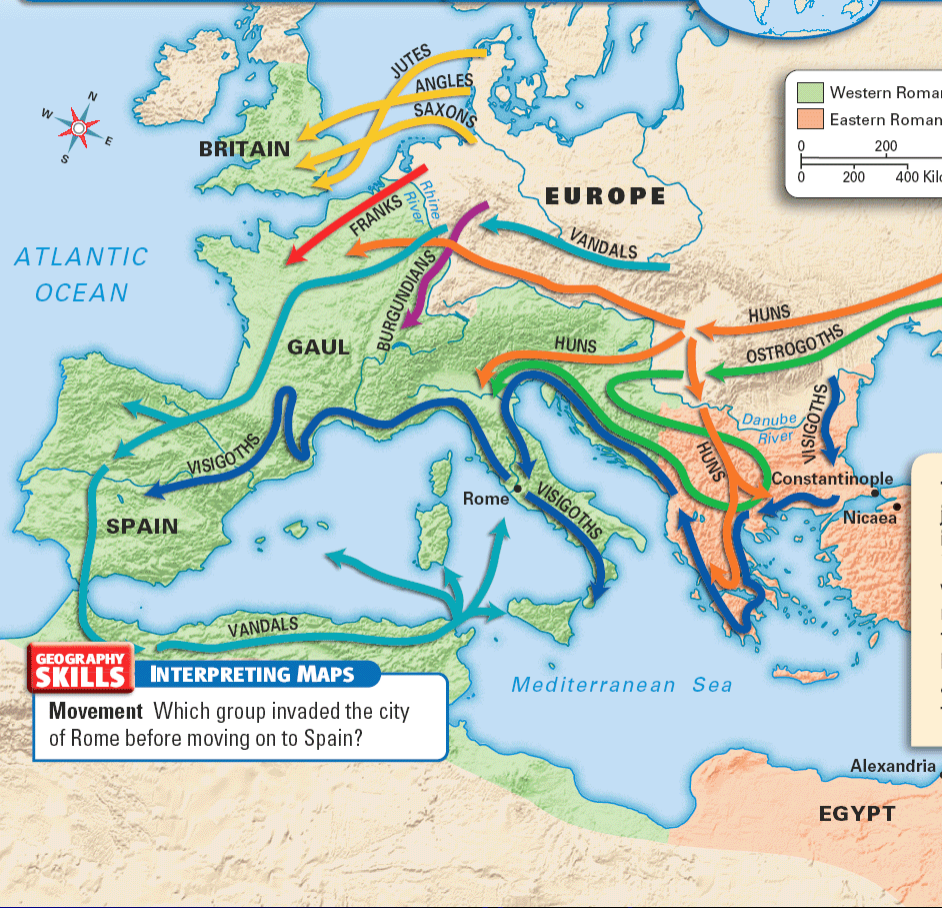 JUTES
ANGLES
SAXONS
N
W
E
S
BRITAIN
Western Roma
Eastern Roman
0 200
0 200 400 Kil
EUROPE
FRANKS
Rhine
River
VANDALS
ATLANTIC
OCEAN
BURGUNDIANS
HUNS
OSTROGOTHS
GAUL
HUNS
VISIGOTHS
Danube
River
VISIGOTHS
HUNS
Constantinople
Rome
VISIGOTHS
Nicaea
SPAIN
VANDALS
GEOGRAPHY
SKILLS
INTERPRETING MAPS
Mediterranean Sea
Movement Which group invaded the city
of Rome before moving on to Spain?
Alexandria
EGYPT